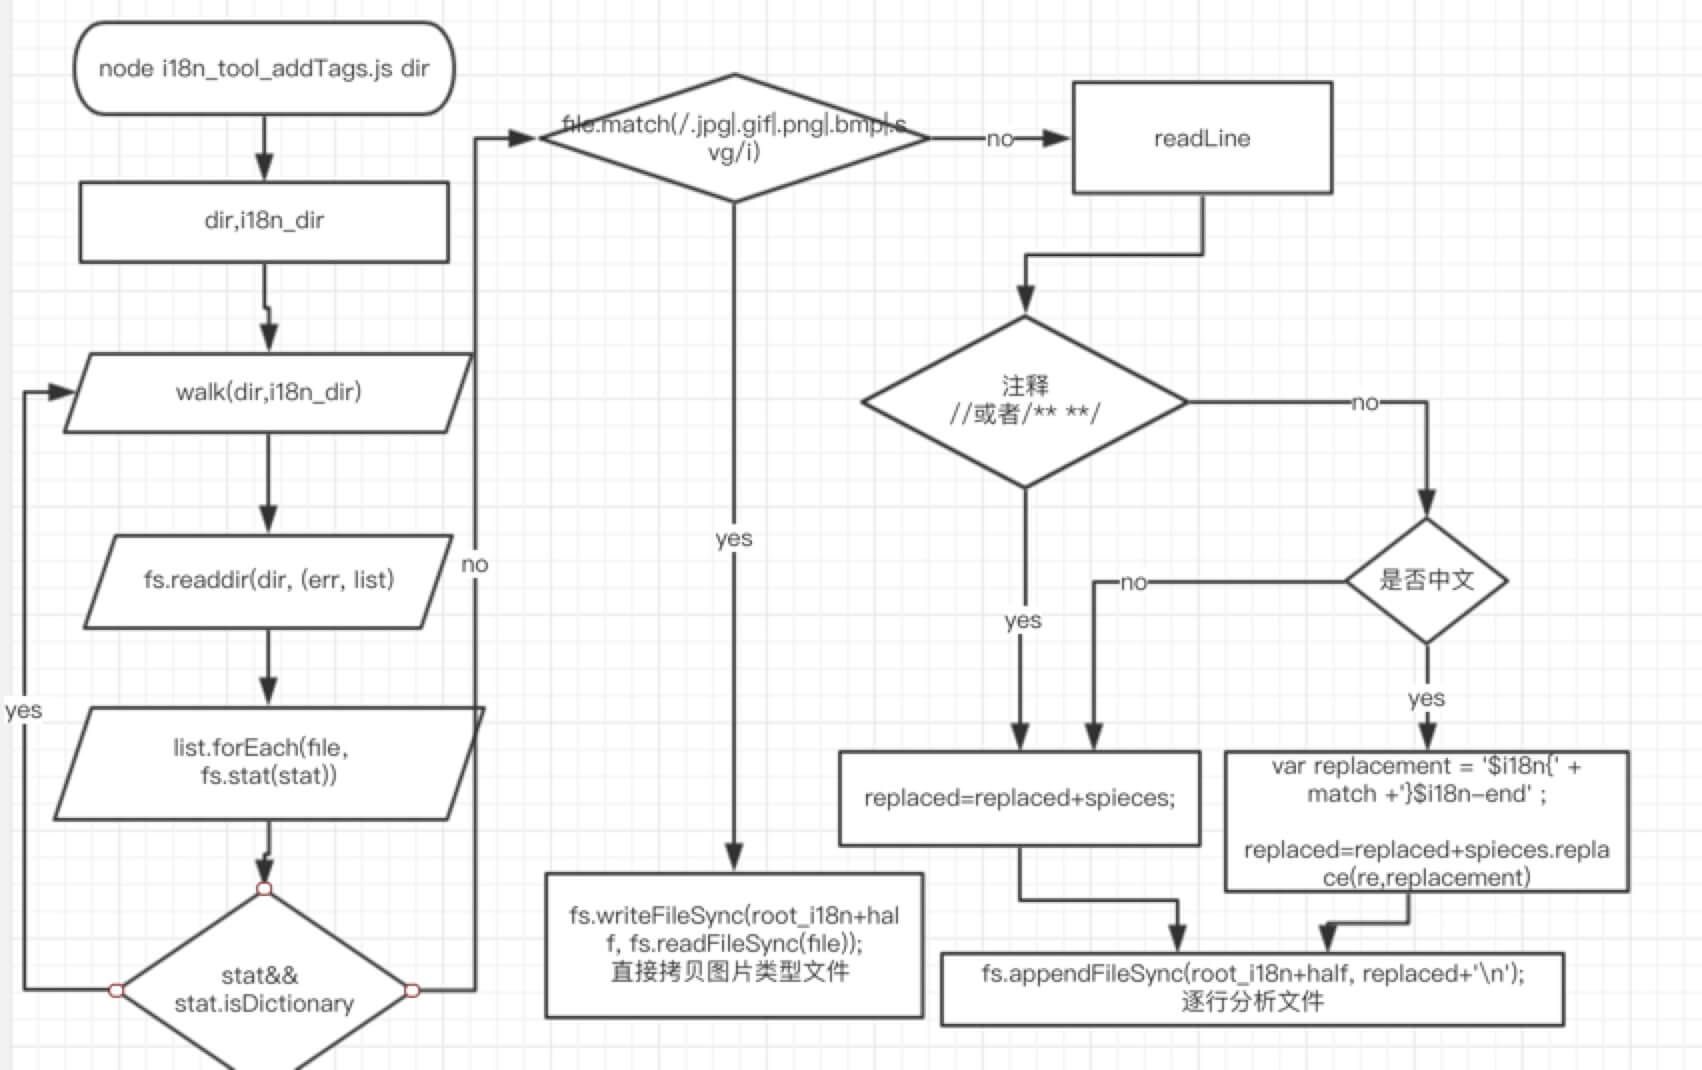 node i18n_tool_addTags.js dir
dir,i18n_dir
walk(dir,i18n_dir)
fs.readdir(dir, (err, list)
list.forEach(file,
fs.stat(stat))
yes
stat&&
stat.isDictionary
no
file.match(/.jpg|.gif|.png|.bmp|.s
vg/i)
yes
fs.writeFileSync(root_i18n+hal
f, fs.readFileSync(file));
直接拷贝图片类型文件
no
readLine
注释
//或者/** **/
no
yes
是否中文
no
yes
replaced=replaced+spieces;
var replacement = '$i18n{' +
match +'}$i18n-end' ;
replaced=replaced+spieces.repla
ce(re,replacement)
fs.appendFileSync(root_i18n+half, replaced+'\n');
逐行分析文件